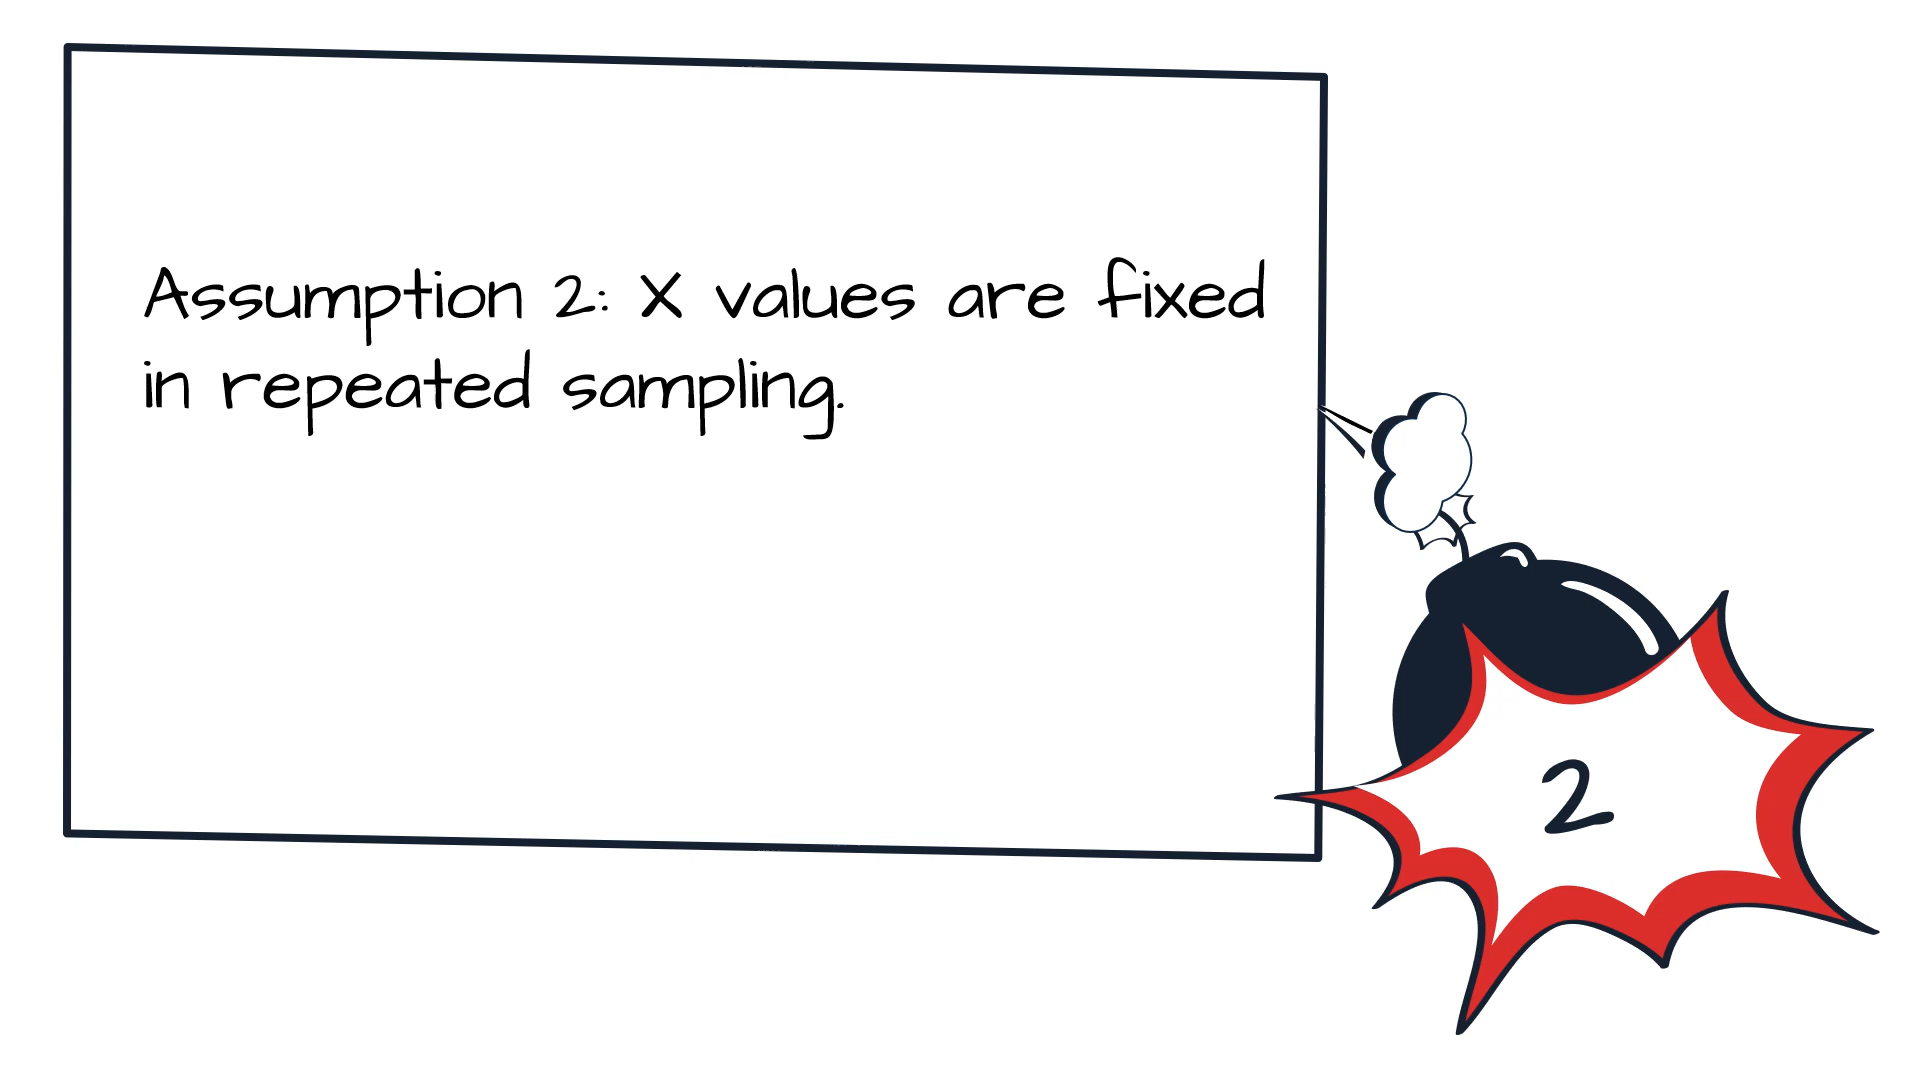 Assumption 2: X values are fixed
in repeated sampling.
2